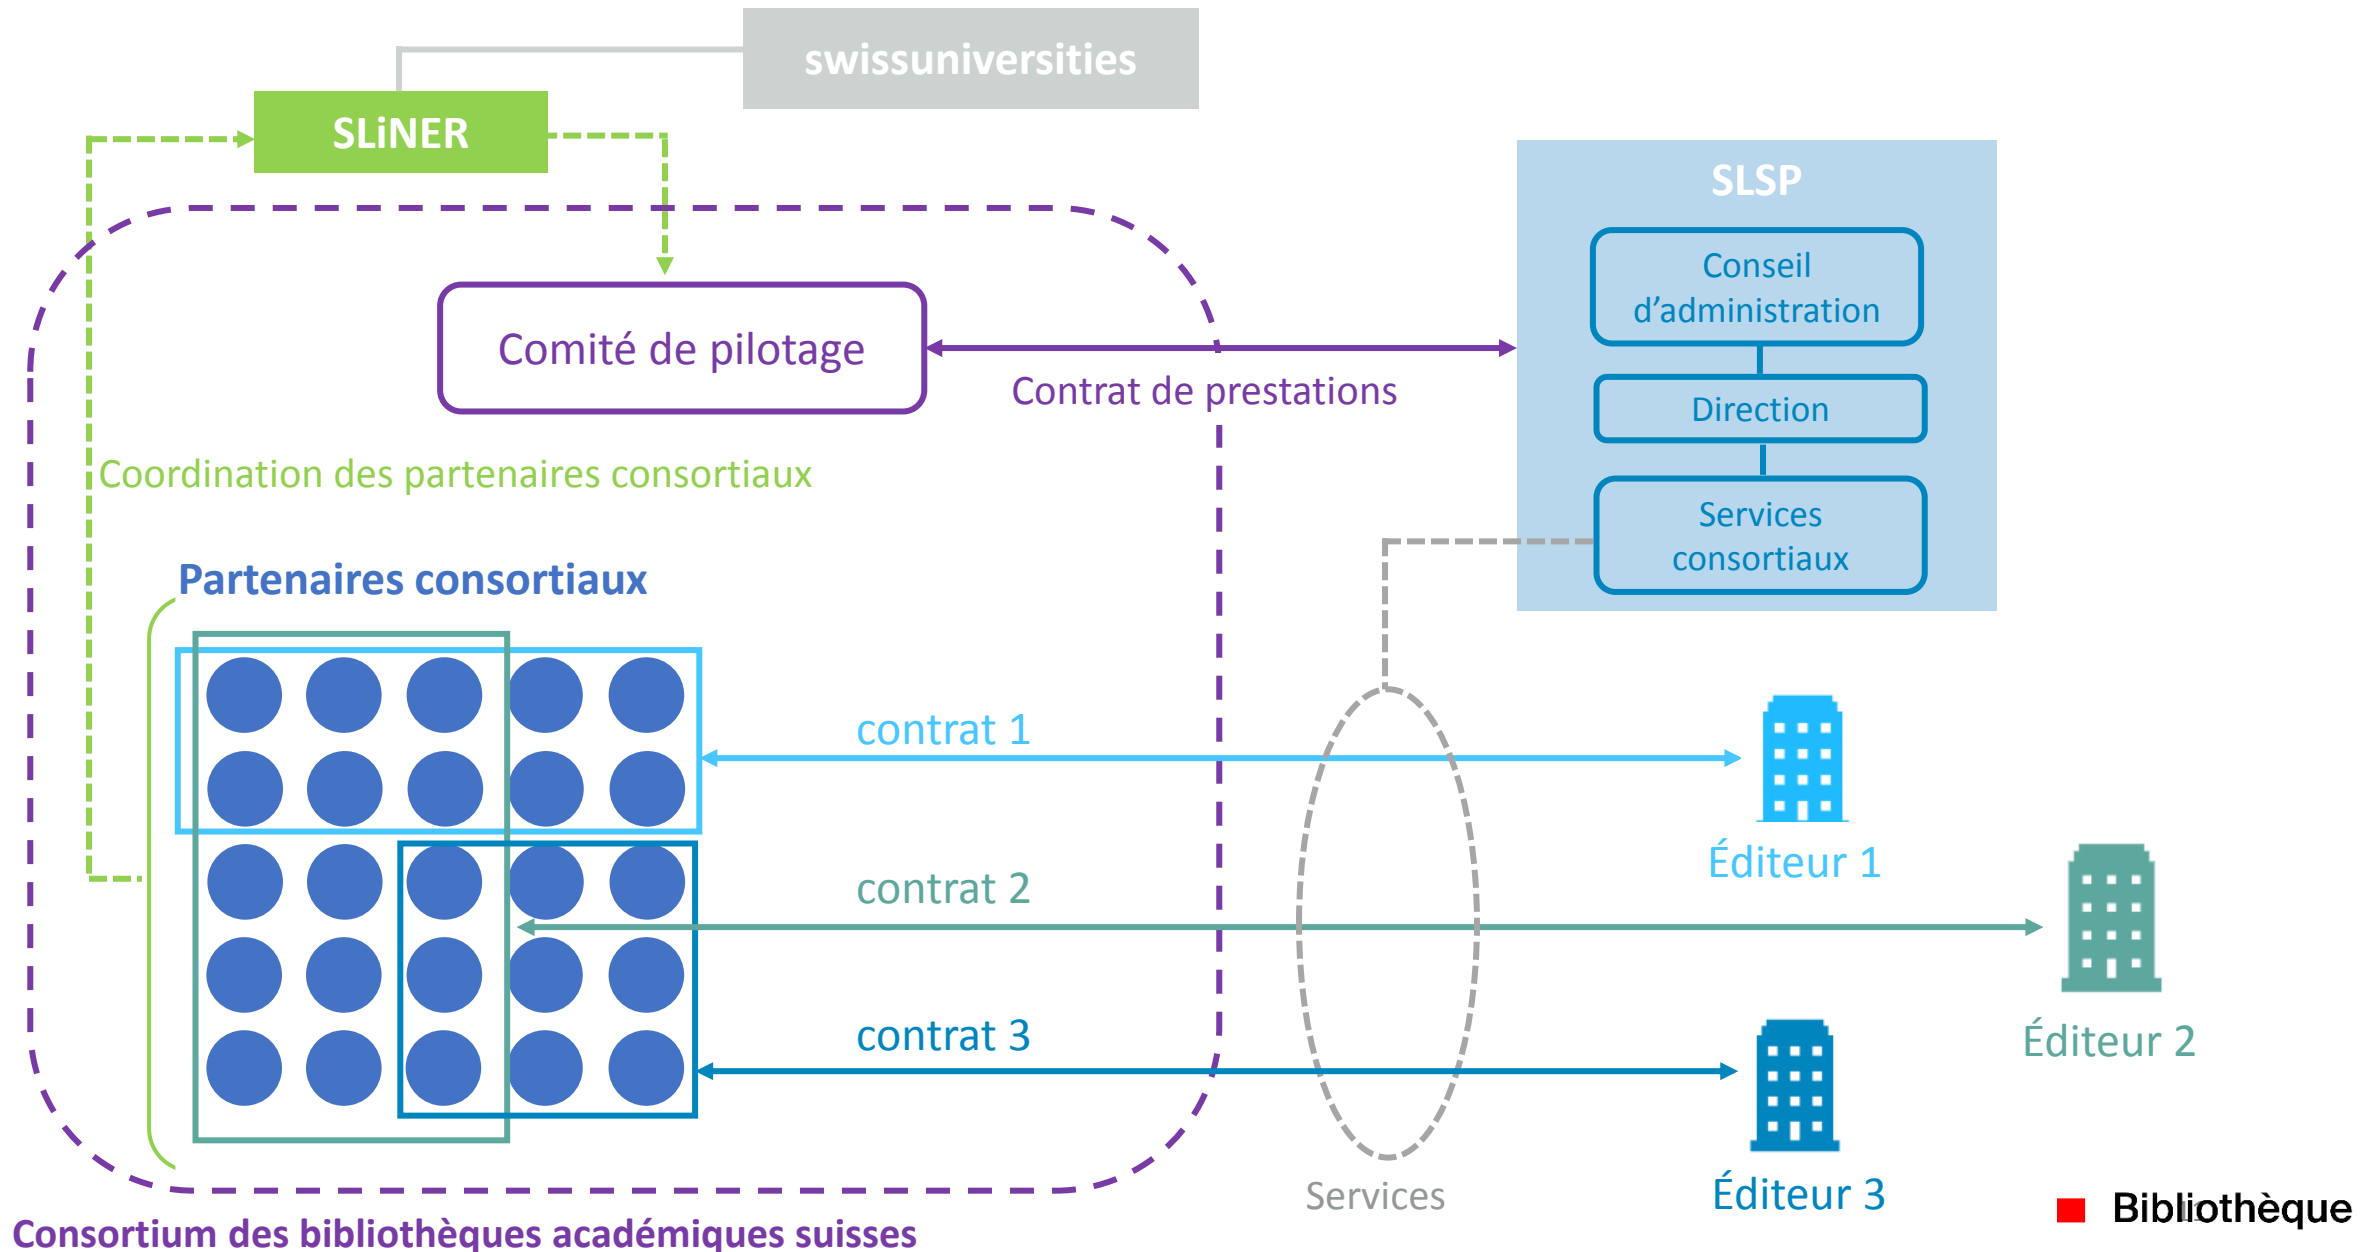 swissuniversities
SLiNER
SLSP
Conseil
d’administration
Comité de pilotage
Contrat de prestations
Direction
Coordination des partenaires consortiaux
Services
consortiaux
Partenaires consortiaux
contrat 1
Éditeur 1
contrat 2
Éditeur 2
contrat 3
Éditeur 3
Services
Bibliothèque
Consortium des bibliothèques académiques suisses